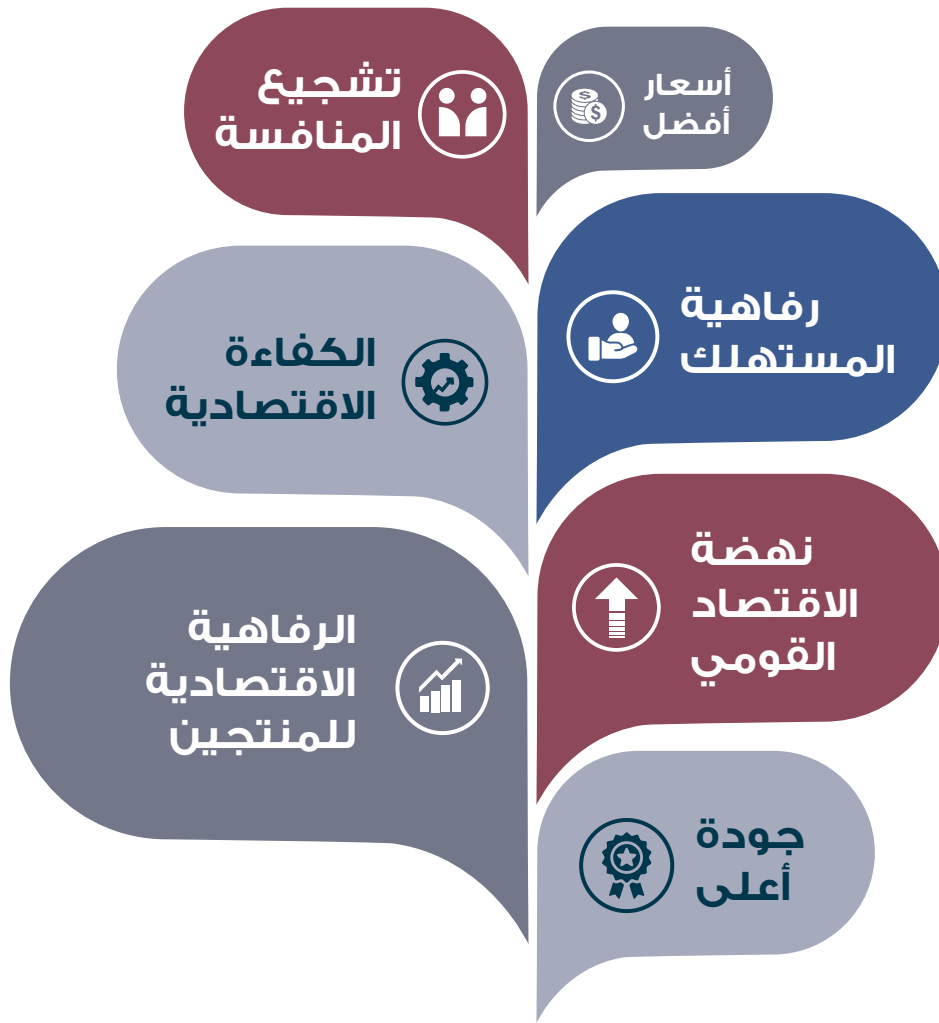 أسعار
أفضل
تشجيع
المنافسة
رفاهية
المستهلك
الكفاءة
الاقتصادية
نهضة
الاقتصاد
القومي
الرفاهية
الاقتصادية
للمنتجين
جودة
أعلى